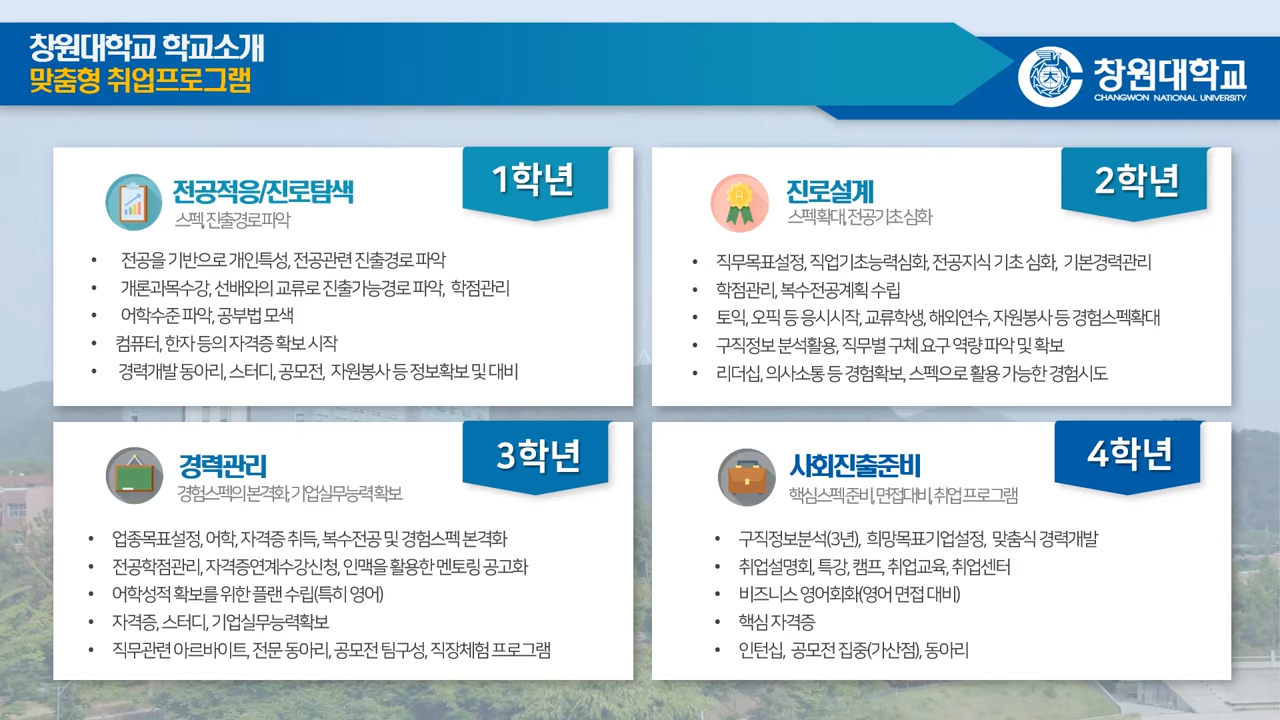 창원대학교 학교소개
맞춤형 취업프로그램
창원대학교
CHANGWON NATIONAL UNIVERSITY
1학년
전공적응/진로탐색
스펙, 진출경로 파악
• 전공을 기반으로 개인특성, 전공관련 진출경로 파악
• 개론과목수강, 선배와의 교류로 진출가능경로 파악, 학점관리
• 어학수준 파악, 공부법 모색
• 컴퓨터, 한자 등의 자격증 확보 시작
• 경력개발 동아리, 스터디, 공모전, 자원봉사 등 정보확보 및 대비
2학년
진로설계
스펙확대, 전공기초 심화
• 직무목표설정, 직업기초능력심화, 전공지식 기초 심화, 기본경력관리
• 학점관리, 복수전공계획 수립
• 토익, 오픽 등 응시시작, 교류학생, 해외연수, 자원봉사 등 경험스펙확대
• 구직정보 분석활용, 직무별 구체 요구 역량 파악 및 확보
• 리더십, 의사소통 등 경험확보, 스펙으로 활용 가능한 경험시도
3학년
경력관리
경험스펙의 본격화, 기업실무능력 확보
• 업종목표설정, 어학, 자격증 취득, 복수전공 및 경험스펙 본격화
• 전공학점관리, 자격증연계수강신청, 인맥을 활용한 멘토링 공고화
• 어학성적 확보를 위한 플랜 수립(특히 영어)
• 자격증, 스터디, 기업실무능력확보
• 직무관련 아르바이트, 전문 동아리, 공모전 팀구성, 직장체험 프로그램
4학년
사회진출준비
핵심스펙 준비, 면접대비, 취업 프로그램
• 구직정보분석(3년), 희망목표기업설정, 맞춤식 경력개발
• 취업설명회, 특강, 캠프, 취업교육, 취업센터
• 비즈니스 영어회화(영어 면접 대비)
• 핵심 자격증
• 인턴십, 공모전 집중(가산점), 동아리